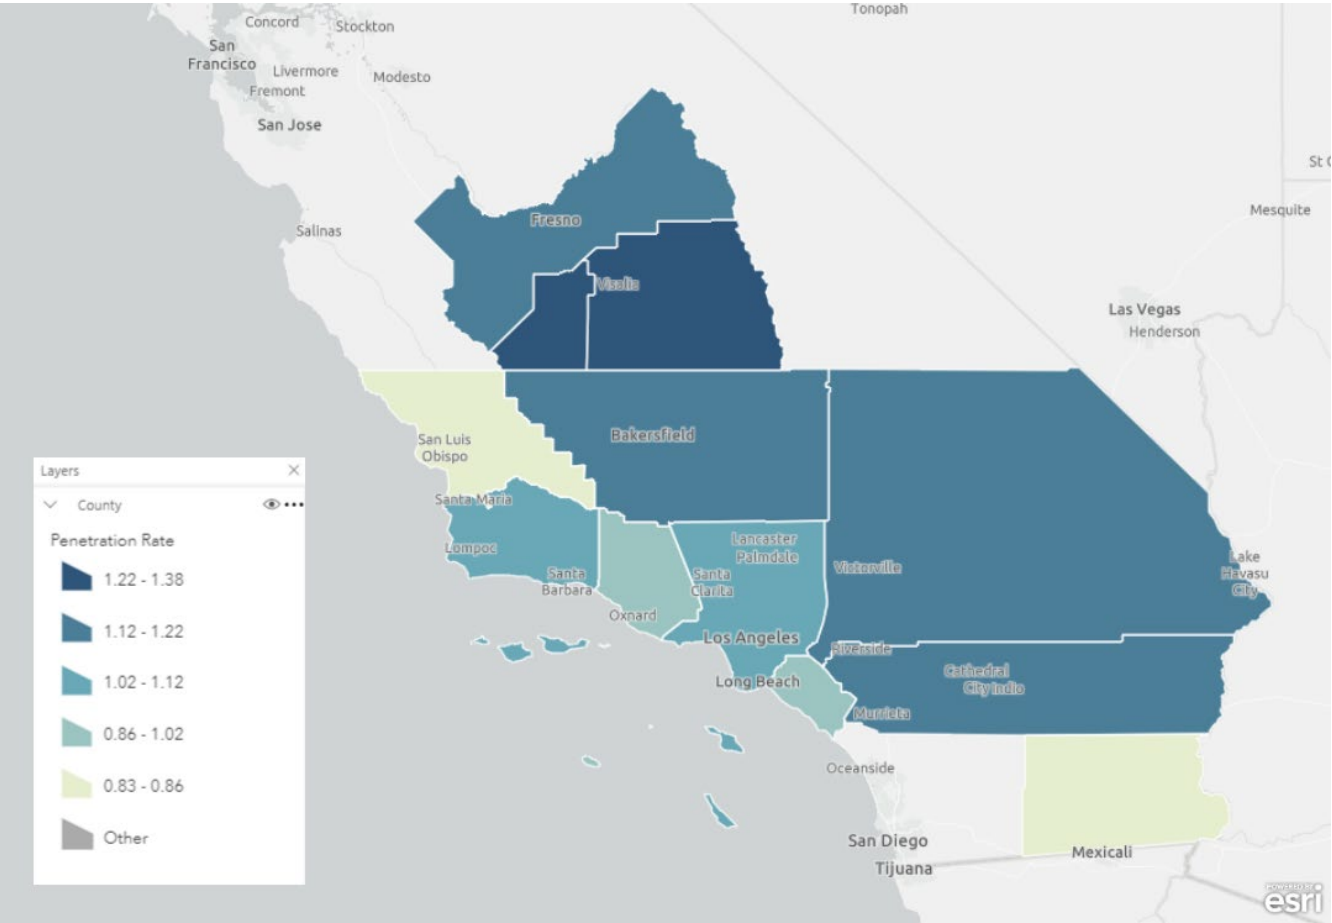 Tonopah
Concord
Stockton
San
Francisco
Livermore
Modesto
Fremont
San Jose
St G
Mesquite
Fresno
Salinas
Visalia
Las Vegas
Henderson
Bakersfield
San Luis
Obispo
Layers
County
Penetration Rate
1.22 - 1.38
1.12 - 1.22
1.02 - 1.12
0.86 - 1.02
0.83 - 0.86
Other
Santa Maria
Lompoc
Santa
Barbara
Oxnard
Lancaster
Palmdale
Santa
Clarita
Victorville
Lake
Havasu
City
Los Angeles
Riverside
Long Beach
Cathedral
City Indio
Murrieta
Oceanside
San Diego
Tijuana
Mexicali
POWERED BY
esri